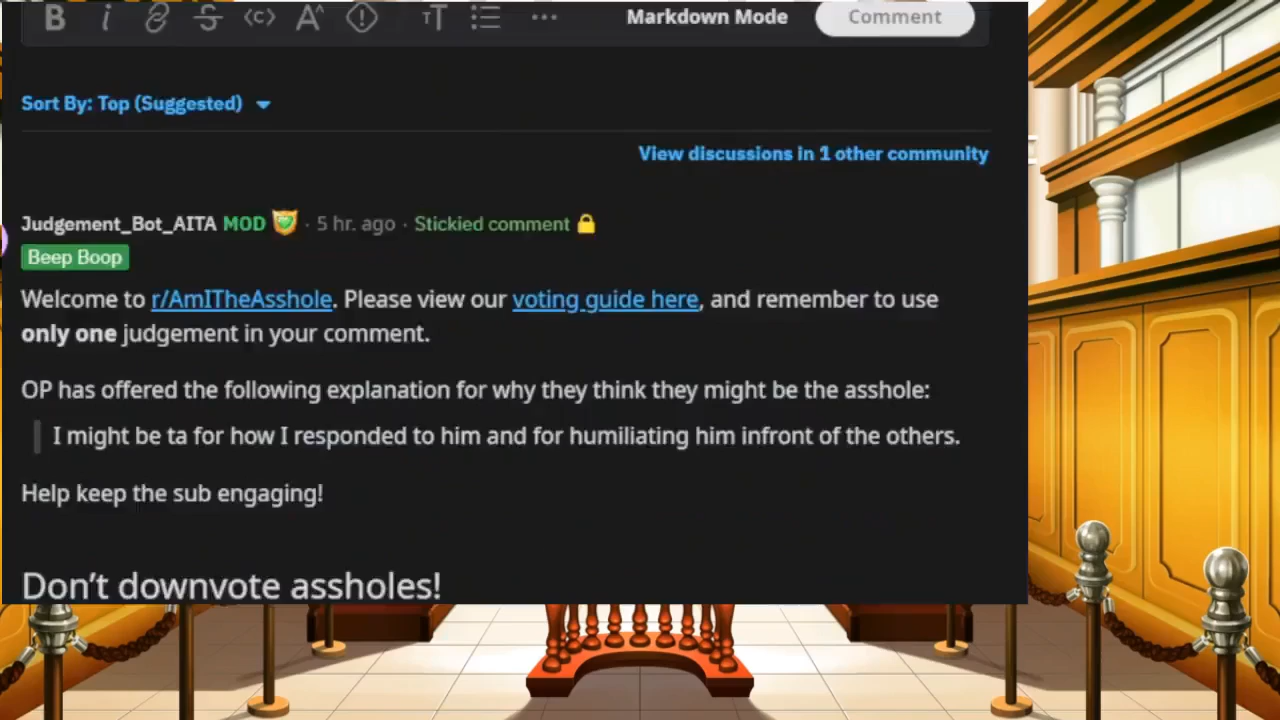 Markdown Mode
Comment
Sort By: Top (Suggested)
View discussions in 1 other community
Judgement_Bot_AITA MOD · 5 hr. ago · Stickied comment
Beep Boop
Welcome to r/AmITheAsshole. Please view our voting guide here, and remember to use
only one judgement in your comment.
OP has offered the following explanation for why they think they might be the asshole:
I might be ta for how I responded to him and for humiliating him infront of the others.
Help keep the sub engaging!
Don't downvote assholes!